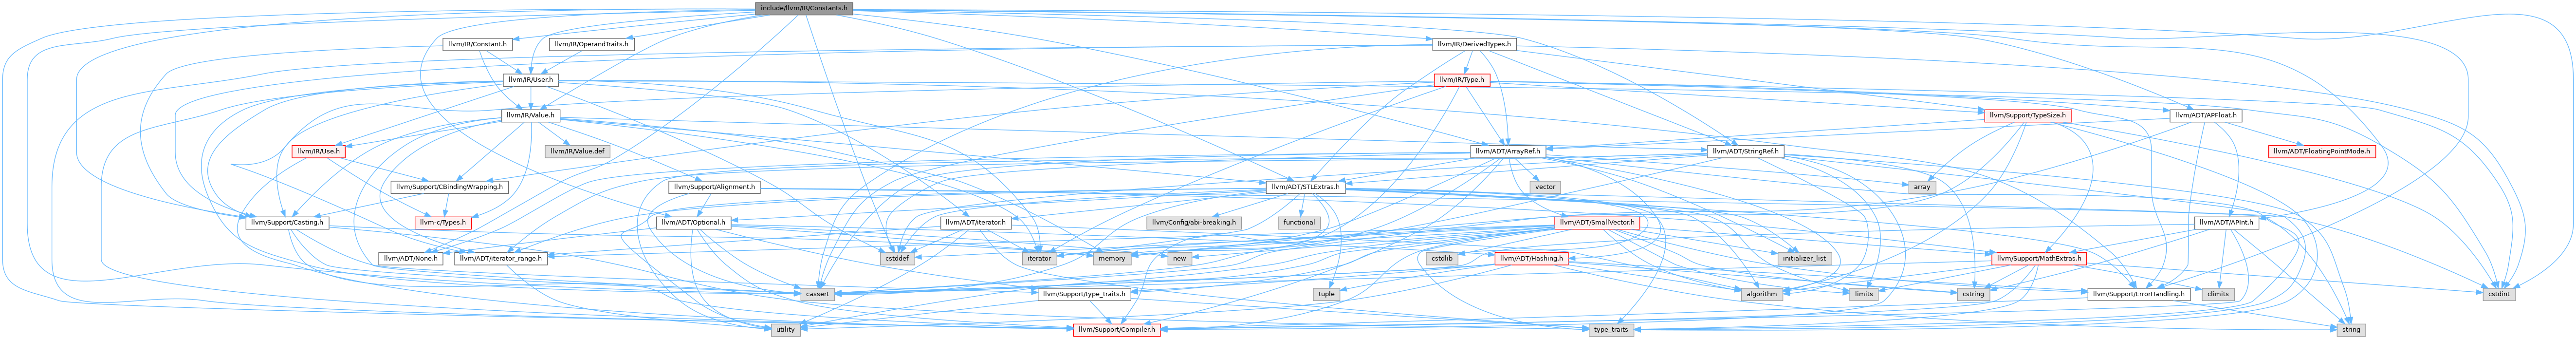 include/llvm/IR/Constants.h
llvm/IR/Constant.h
llvm/IR/OperandTraits.h
llvm/IR/DerivedTypes.h
llvm/IR/User.h
llvm/IR/Type.h
llvm/IR/Value.h
llvm/Support/TypeSize.h
llvm/ADT/APFloat.h
llvm/IR/Use.h
llvm/IR/Value.def
llvm/ADT/ArrayRef.h
llvm/ADT/StringRef.h
llvm/ADT/FloatingPointMode.h
llvm/Support/CBindingWrapping.h
llvm/Support/Alignment.h
llvm/ADT/STLExtras.h
vector
array
llvm/Support/Casting.h
llvm-c/Types.h
llvm/ADT/Optional.h
llvm/ADT/iterator.h
llvm/Config/abi-breaking.h
functional
llvm/ADT/SmallVector.h
llvm/ADT/APInt.h
llvm/ADT/None.h
llvm/ADT/iterator_range.h
cstddef
iterator
memory
new
cstdlib
llvm/ADT/Hashing.h
initializer_list
llvm/Support/MathExtras.h
cassert
llvm/Support/type_traits.h
tuple
algorithm
limits
cstring
llvm/Support/ErrorHandling.h
climits
cstdint
utility
llvm/Support/Compiler.h
type_traits
string